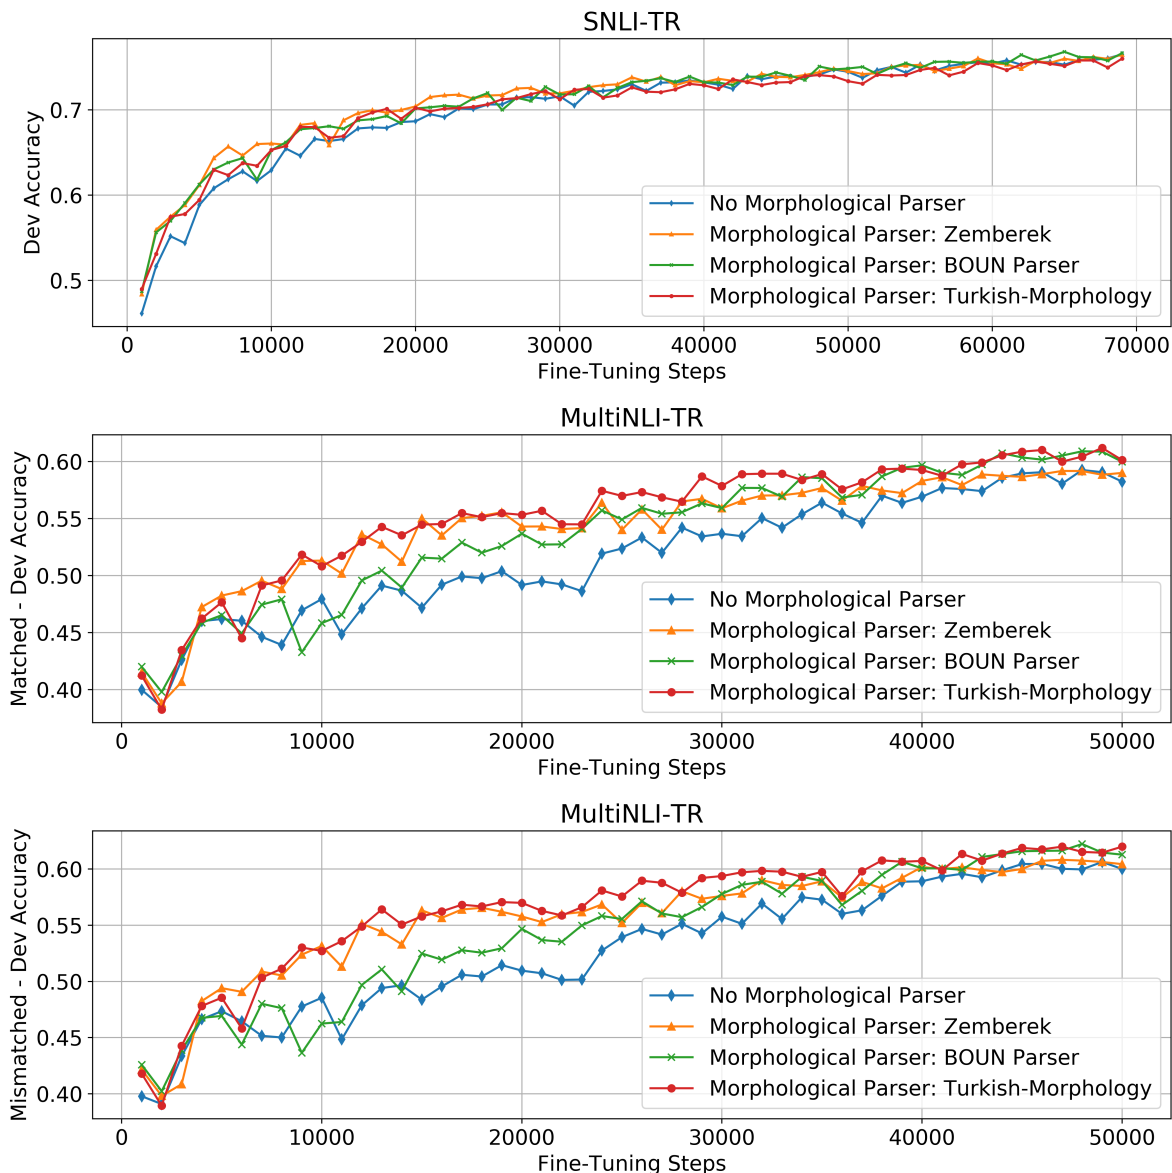 SNLI-TR
Dev Accuracy
0.7
0.6
0.5
No Morphological Parser
Morphological Parser: Zemberek
Morphological Parser: BOUN Parser
Morphological Parser: Turkish-Morphology
0 10000 20000 30000 40000 50000 60000 70000
Fine-Tuning Steps
MultiNLI-TR
Matched - Dev Accuracy
0.60
0.55
0.50
0.45
0.40
No Morphological Parser
Morphological Parser: Zemberek
Morphological Parser: BOUN Parser
Morphological Parser: Turkish-Morphology
0 10000 20000 30000 40000 50000
Fine-Tuning Steps
MultiNLI-TR
Mismatched - Dev Accuracy
0.60
0.55
0.50
0.45
0.40
No Morphological Parser
Morphological Parser: Zemberek
Morphological Parser: BOUN Parser
Morphological Parser: Turkish-Morphology
0 10000 20000 30000 40000 50000
Fine-Tuning Steps